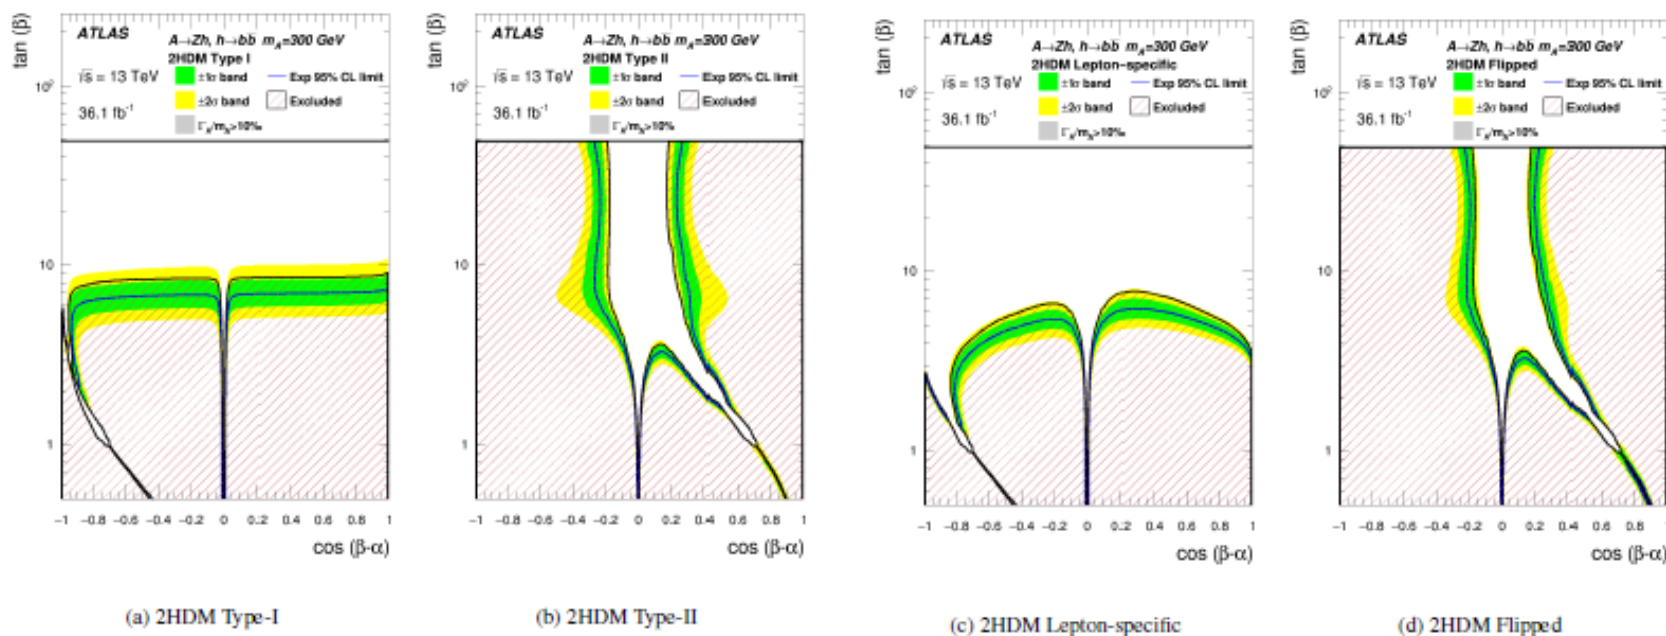 ATLAS
A→Zh, h→bb̄ m_A=300 GeV
2HDM Type I
√s = 13 TeV
±1σ band
Exp 95% CL limit
±2σ band
Excluded
36.1 fb⁻¹
Γ_A/m_A>10%
tan (β)
10²
10
1
-1 -0.8 -0.6 -0.4 -0.2 0 0.2 0.4 0.6 0.8 1
cos (β-α)
(a) 2HDM Type-I
ATLAS
A→Zh, h→bb̄ m_A=300 GeV
2HDM Type II
√s = 13 TeV
±1σ band
Exp 95% CL limit
±2σ band
Excluded
36.1 fb⁻¹
Γ_A/m_A>10%
tan (β)
10²
10
1
-1 -0.8 -0.6 -0.4 -0.2 0 0.2 0.4 0.6 0.8 1
cos (β-α)
(b) 2HDM Type-II
ATLAS
A→Zh, h→bb̄ m_A=300 GeV
2HDM Lepton-specific
√s = 13 TeV
±1σ band
Exp 95% CL limit
±2σ band
Excluded
36.1 fb⁻¹
Γ_A/m_A>10%
tan (β)
10²
10
1
-1 -0.8 -0.6 -0.4 -0.2 0 0.2 0.4 0.6 0.8 1
cos (β-α)
(c) 2HDM Lepton-specific
ATLAS
A→Zh, h→bb̄ m_A=300 GeV
2HDM Flipped
√s = 13 TeV
±1σ band
Exp 95% CL limit
±2σ band
Excluded
36.1 fb⁻¹
Γ_A/m_A>10%
tan (β)
10²
10
1
-1 -0.8 -0.6 -0.4 -0.2 0 0.2 0.4 0.6 0.8 1
cos (β-α)
(d) 2HDM Flipped